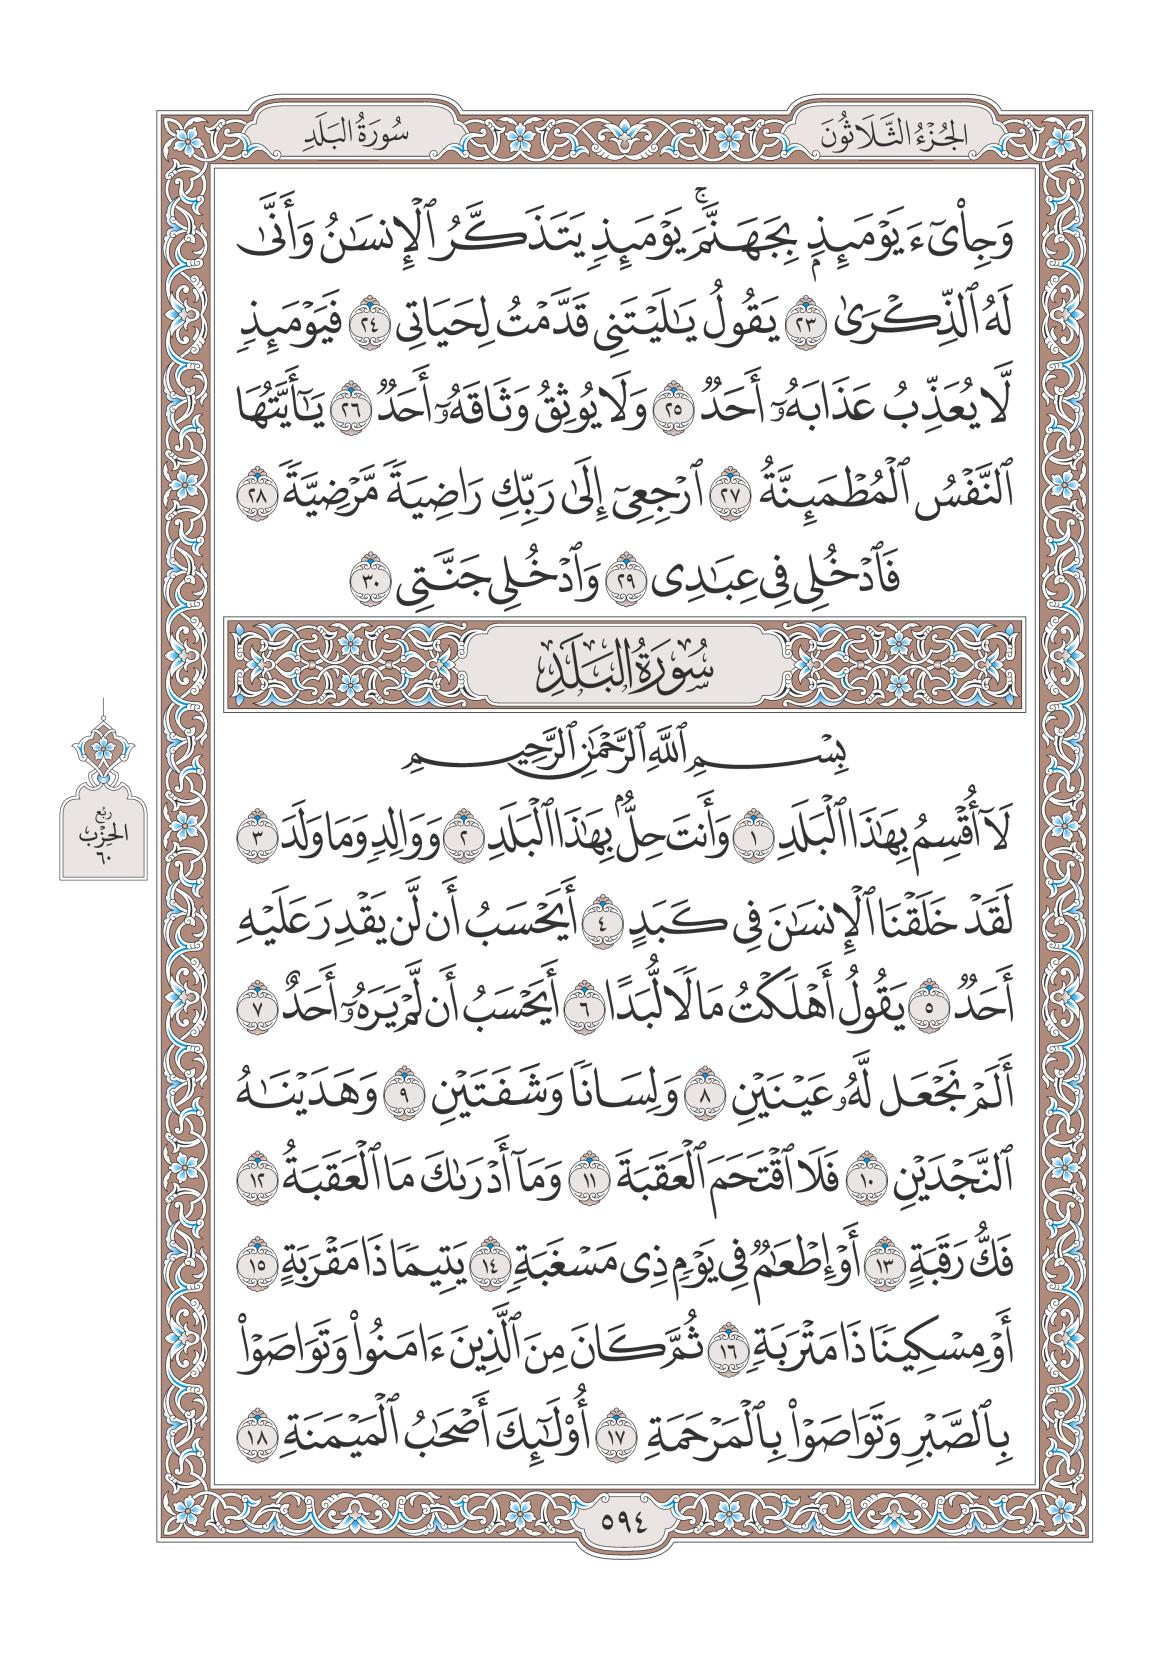 الجُزْءُ الثَّلَاثُونَ
سُورَةُ البَلَدِ
وَجِاْىٓءَ يَوْمَئِذِۭ بِجَهَنَّمَۚ يَوْمَئِذٖ يَتَذَكَّرُ ٱلْإِنسَٰنُ وَأَنَّىٰ
لَهُ ٱلذِّكْرَىٰ ٢٣ يَقُولُ يَٰلَيْتَنِى قَدَّمْتُ لِحَيَاتِى ٢٤ فَيَوْمَئِذٖ
لَّا يُعَذِّبُ عَذَابَهُۥٓ أَحَدٞ ٢٥ وَلَا يُوثِقُ وَثَاقَهُۥٓ أَحَدٞ ٢٦ يَٰٓأَيَّتُهَا
ٱلنَّفْسُ ٱلْمُطْمَئِنَّةُ ٢٧ ٱرْجِعِىٓ إِلَىٰ رَبِّكِ رَاضِيَةٗ مَّرْضِيَّةٗ ٢٨
فَٱدْخُلِى فِى عِبَٰدِى ٢٩ وَٱدْخُلِى جَنَّتِى ٣٠
سُورَةُ البَلَدِ
بِسْمِ ٱللَّهِ ٱلرَّحْمَٰنِ ٱلرَّحِيمِ
لَآ أُقْسِمُ بِهَٰذَا ٱلْبَلَدِ ١ وَأَنتَ حِلُّۢ بِهَٰذَا ٱلْبَلَدِ ٢ وَوَالِدٖ وَمَا وَلَدَ ٣
لَقَدْ خَلَقْنَا ٱلْإِنسَٰنَ فِى كَبَدٍ ٤ أَيَحْسَبُ أَن لَّن يَقْدِرَ عَلَيْهِ
أَحَدٞ ٥ يَقُولُ أَهْلَكْتُ مَالٗا لُّبَدًا ٦ أَيَحْسَبُ أَن لَّمْ يَرَهُۥٓ أَحَدٌ ٧
أَلَمْ نَجْعَل لَّهُۥ عَيْنَيْنِ ٨ وَلِسَانٗا وَشَفَتَيْنِ ٩ وَهَدَيْنَٰهُ
ٱلنَّجْدَيْنِ ١٠ فَلَا ٱقْتَحَمَ ٱلْعَقَبَةَ ١١ وَمَآ أَدْرَىٰكَ مَا ٱلْعَقَبَةُ ١٢
فَكُّ رَقَبَةٍ ١٣ أَوْ إِطْعَٰمٞ فِى يَوْمٖ ذِى مَسْغَبَةٖ ١٤ يَتِيمٗا ذَا مَقْرَبَةٍ ١٥
أَوْ مِسْكِينٗا ذَا مَتْرَبَةٖ ١٦ ثُمَّ كَانَ مِنَ ٱلَّذِينَ ءَامَنُوا۟ وَتَوَاصَوْا۟
بِٱلصَّبْرِ وَتَوَاصَوْا۟ بِٱلْمَرْحَمَةِ ١٧ أُو۟لَٰٓئِكَ أَصْحَٰبُ ٱلْمَيْمَنَةِ ١٨
رُبُع
الحِزْبِ
٦٠
٥٩٤